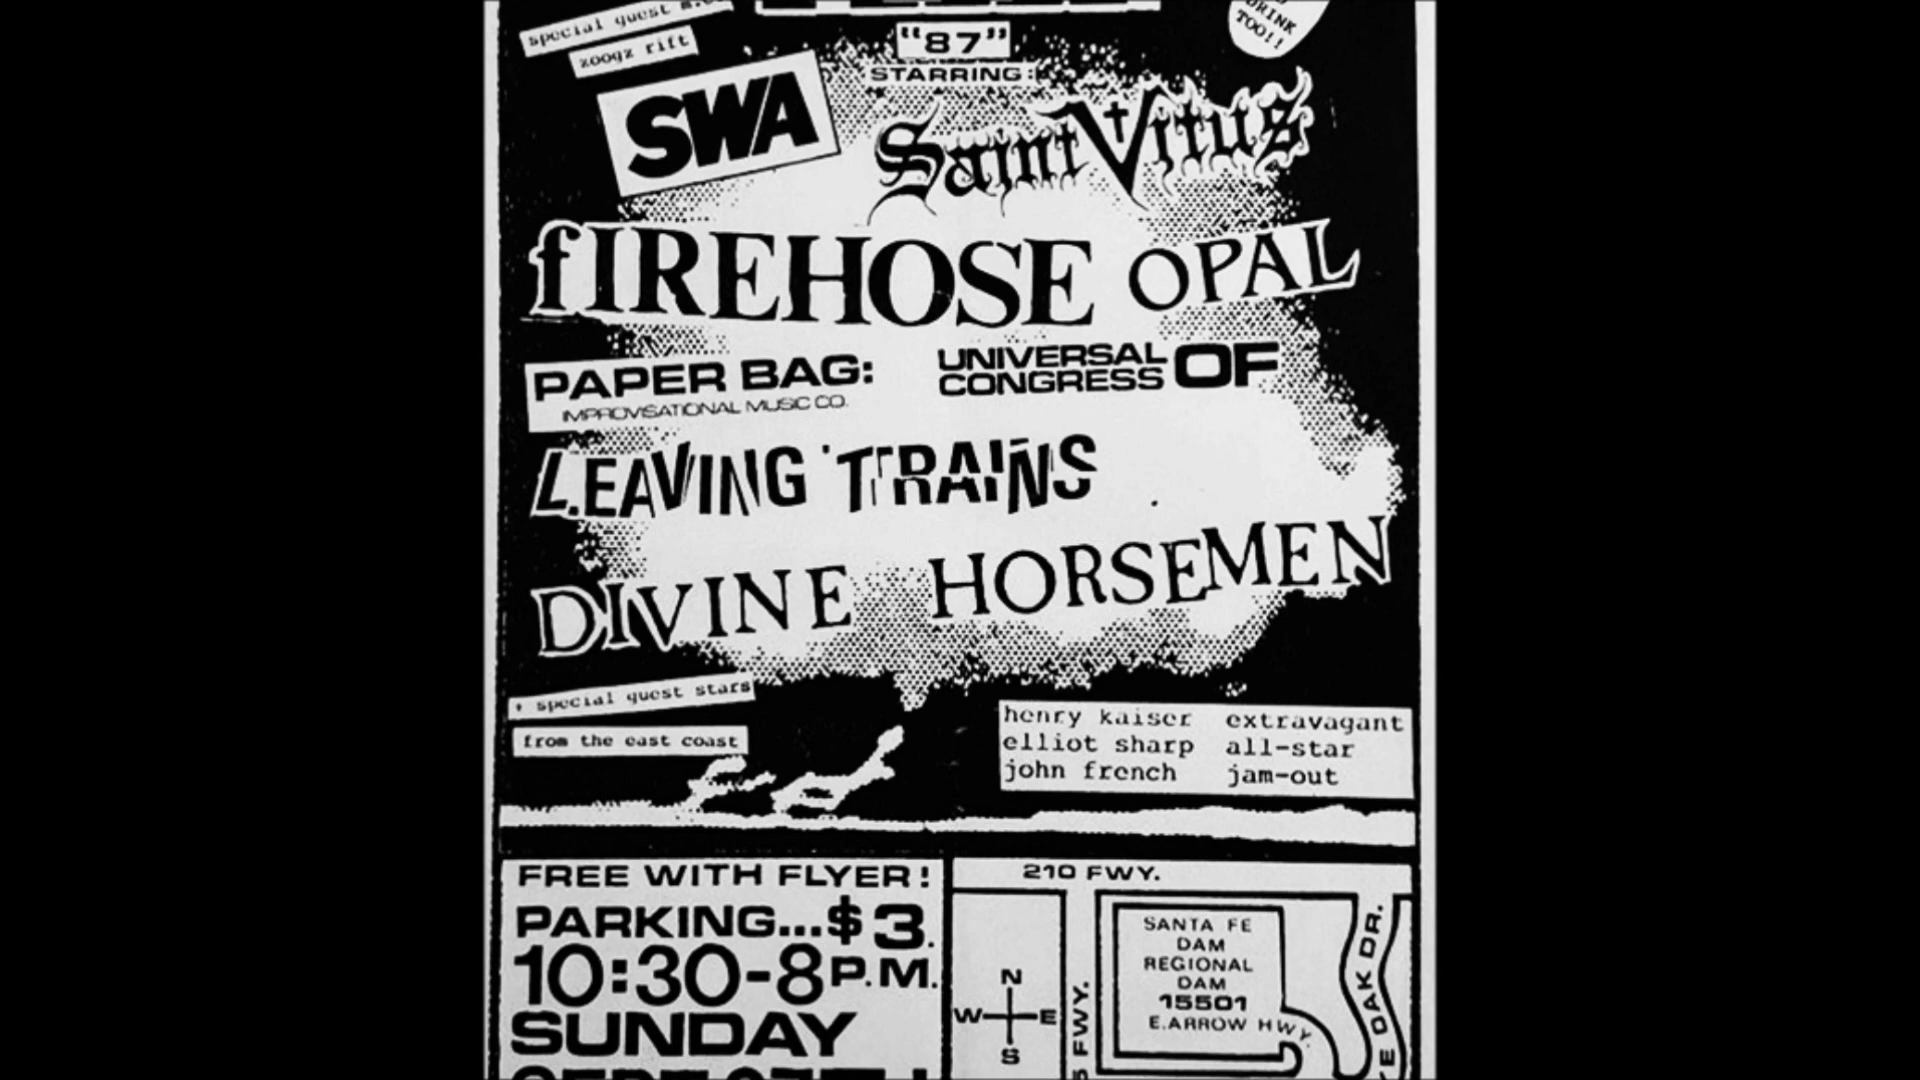 special guest m.c.
zoogz rift
DRINK
TOO!!
"87"
STARRING:
SWA
Saint Vitus
fIREHOSE OPAL
PAPER BAG: UNIVERSAL CONGRESS OF
IMPROVISATIONAL MUSIC CO.
LEAVING TRAINS
DIVINE HORSEMEN
+ special guest stars
from the east coast
henry kaiser extravagant
elliot sharp all-star
john french jam-out
FREE WITH FLYER!
PARKING...$3.
10:30-8 P.M.
SUNDAY
210 FWY.
SANTA FE
DAM
REGIONAL
DAM
15501
E. ARROW HWY.
N
W E
S
FWY.
OAK DR.